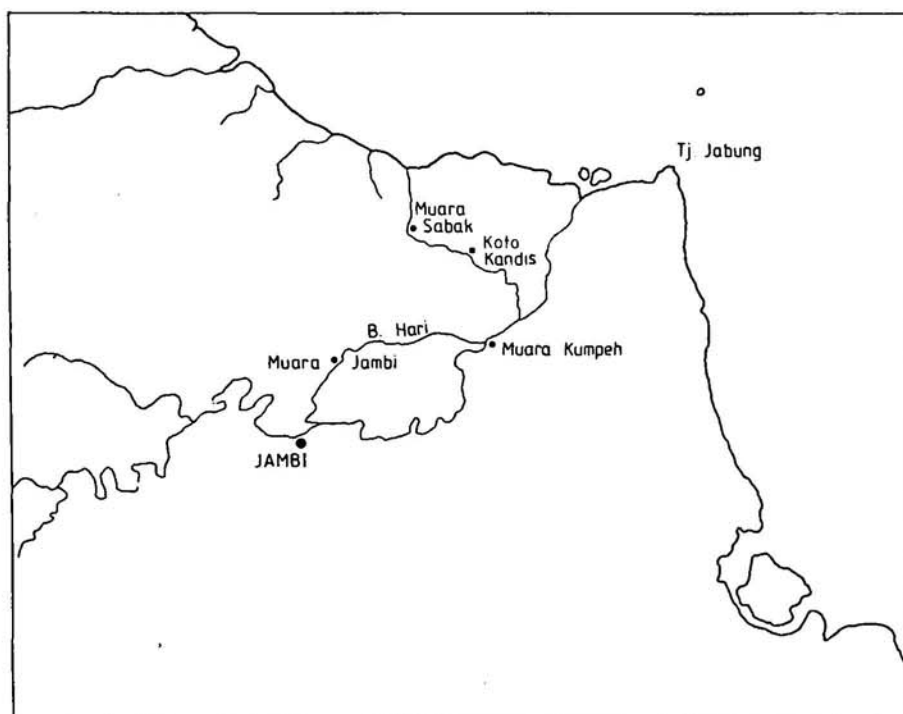 Tj. Jabung
Muara
Sabak
Koto
Kandis
B. Hari
Muara Jambi
Muara Kumpeh
JAMBI